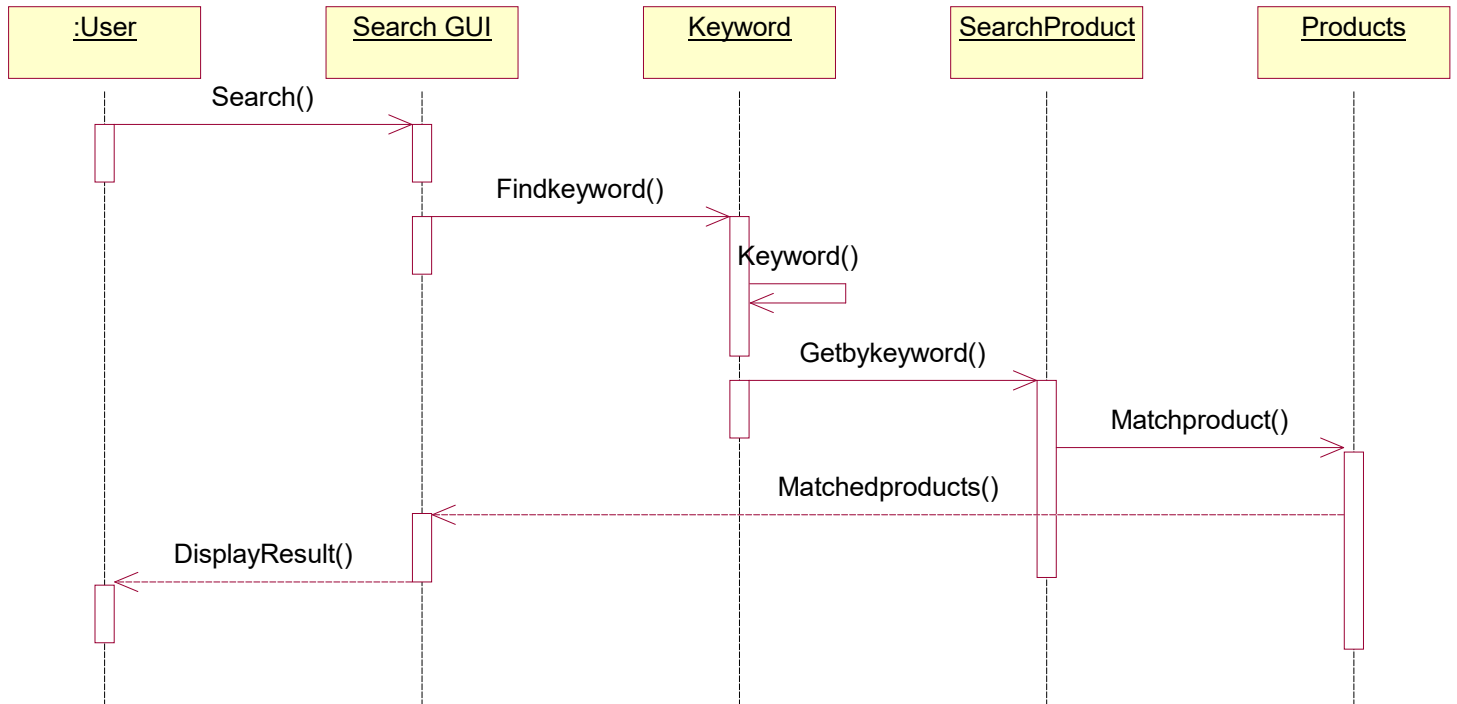 :User
Search GUI
Keyword
SearchProduct
Products
Search()
Findkeyword()
Keyword()
Getbykeyword()
Matchproduct()
Matchedproducts()
DisplayResult()